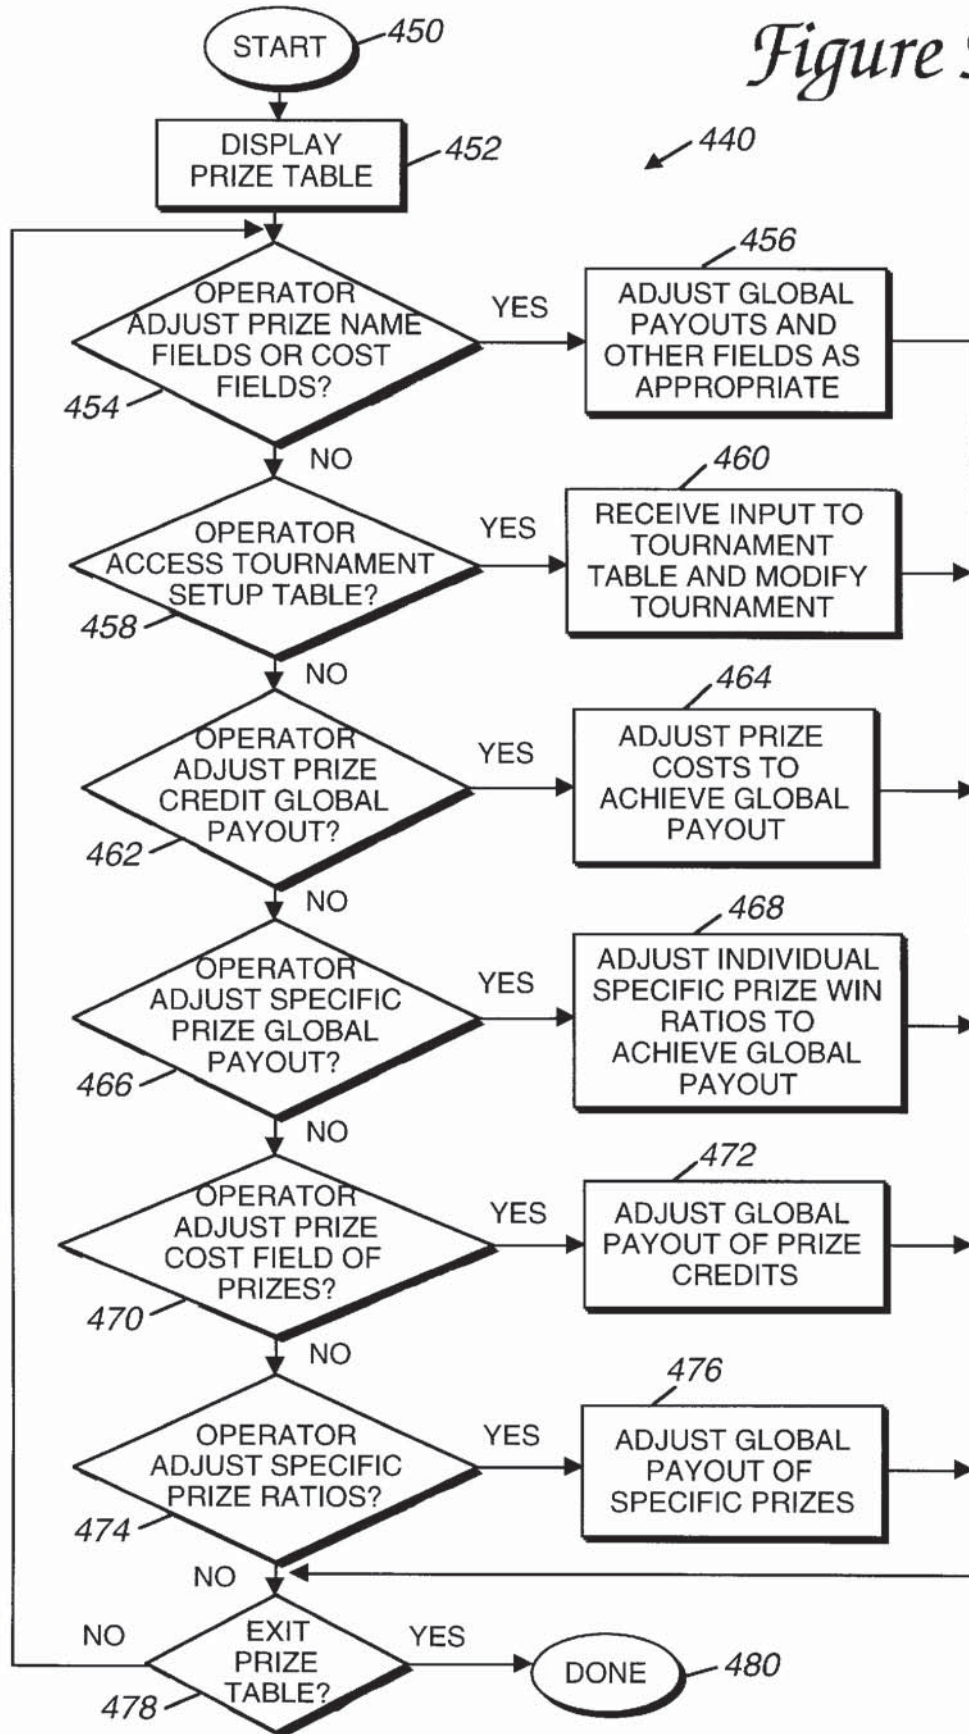 START
450
Figure
DISPLAY
PRIZE TABLE
452
440
OPERATOR
ADJUST PRIZE NAME
FIELDS OR COST
FIELDS?
454
YES
456
ADJUST GLOBAL
PAYOUTS AND
OTHER FIELDS AS
APPROPRIATE
NO
OPERATOR
ACCESS TOURNAMENT
SETUP TABLE?
458
YES
460
RECEIVE INPUT TO
TOURNAMENT
TABLE AND MODIFY
TOURNAMENT
NO
OPERATOR
ADJUST PRIZE
CREDIT GLOBAL
PAYOUT?
462
YES
464
ADJUST PRIZE
COSTS TO
ACHIEVE GLOBAL
PAYOUT
NO
OPERATOR
ADJUST SPECIFIC
PRIZE GLOBAL
PAYOUT?
466
YES
468
ADJUST INDIVIDUAL
SPECIFIC PRIZE WIN
RATIOS TO
ACHIEVE GLOBAL
PAYOUT
NO
OPERATOR
ADJUST PRIZE
COST FIELD OF
PRIZES?
470
YES
472
ADJUST GLOBAL
PAYOUT OF PRIZE
CREDITS
NO
OPERATOR
ADJUST SPECIFIC
PRIZE RATIOS?
474
YES
476
ADJUST GLOBAL
PAYOUT OF
SPECIFIC PRIZES
NO
EXIT
PRIZE
TABLE?
478
NO
YES
DONE
480